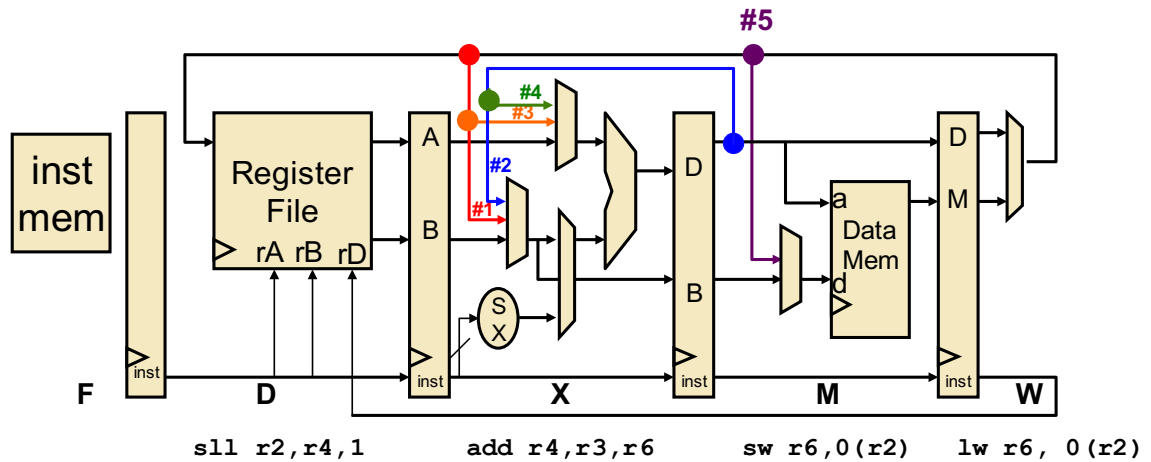 #5
#4
#3
inst
mem
Register
File
rA rB rD
A
B
#2
#1
S
X
D
B
a
Data
Mem
d
D
M
inst
inst
inst
inst
F
D
X
M
W
sll r2,r4,1
add r4,r3,r6
sw r6,0(r2)
lw r6, 0(r2)